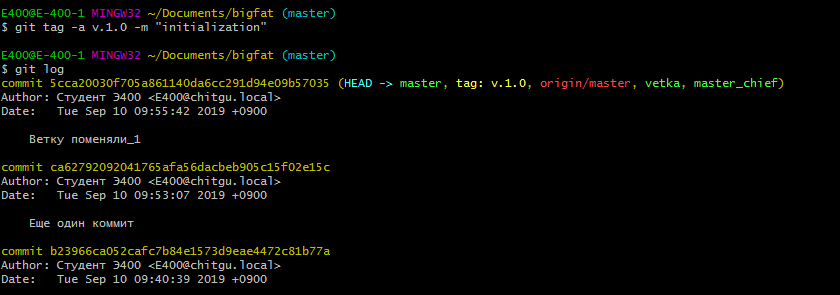 E400@E-400-1 MINGW32 ~/Documents/bigfat (master)
$ git tag -a v.1.0 -m "initialization"
E400@E-400-1 MINGW32 ~/Documents/bigfat (master)
$ git log
commit 5cca20030f705a861140da6cc291d94e09b57035 (HEAD -> master, tag: v.1.0, origin/master, vetka, master_chief)
Author: Студент Э400 <E400@chitgu.local>
Date:   Tue Sep 10 09:55:42 2019 +0900
Ветку поменяли_1
commit ca62792092041765afa56dacbeb905c15f02e15c
Author: Студент Э400 <E400@chitgu.local>
Date:   Tue Sep 10 09:53:07 2019 +0900
Еще один коммит
commit b23966ca052cafc7b84e1573d9eae4472c81b77a
Author: Студент Э400 <E400@chitgu.local>
Date:   Tue Sep 10 09:40:39 2019 +0900